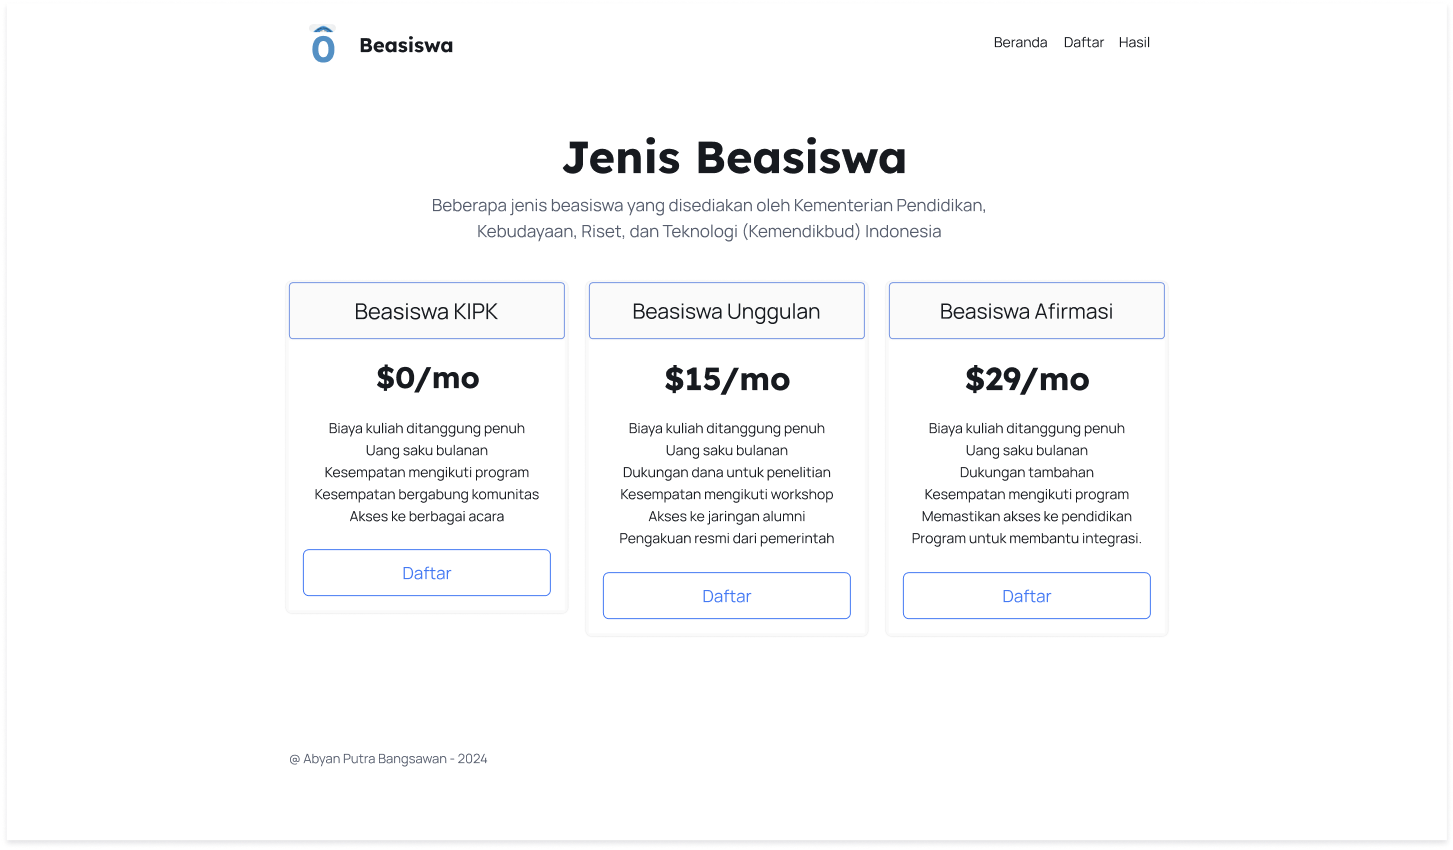 Beasiswa
Beranda Daftar Hasil
Jenis Beasiswa
Beberapa jenis beasiswa yang disediakan oleh Kementerian Pendidikan,
Kebudayaan, Riset, dan Teknologi (Kemendikbud) Indonesia
Beasiswa KIPK
$0/mo
Biaya kuliah ditanggung penuh
Uang saku bulanan
Kesempatan mengikuti program
Kesempatan bergabung komunitas
Akses ke berbagai acara
Daftar
Beasiswa Unggulan
$15/mo
Biaya kuliah ditanggung penuh
Uang saku bulanan
Dukungan dana untuk penelitian
Kesempatan mengikuti workshop
Akses ke jaringan alumni
Pengakuan resmi dari pemerintah
Daftar
Beasiswa Afirmasi
$29/mo
Biaya kuliah ditanggung penuh
Uang saku bulanan
Dukungan tambahan
Kesempatan mengikuti program
Memastikan akses ke pendidikan
Program untuk membantu integrasi.
Daftar
@ Abyan Putra Bangsawan - 2024